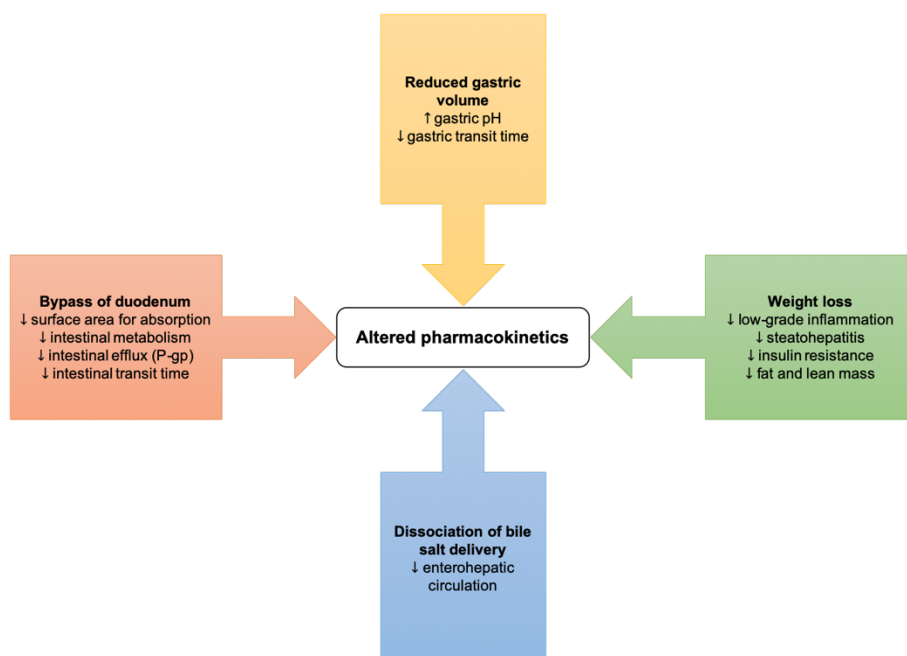 Reduced gastric
volume
↑ gastric pH
↓ gastric transit time
Bypass of duodenum
↓ surface area for absorption
↓ intestinal metabolism
↓ intestinal efflux (P-gp)
↓ intestinal transit time
Altered pharmacokinetics
Weight loss
↓ low-grade inflammation
↓ steatohepatitis
↓ insulin resistance
↓ fat and lean mass
Dissociation of bile
salt delivery
↓ enterohepatic
circulation